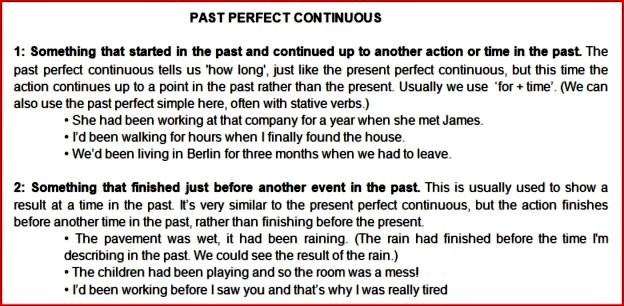 PAST PERFECT CONTINUOUS
1: Something that started in the past and continued up to another action or time in the past. The
past perfect continuous tells us 'how long', just like the present perfect continuous, but this time the
action continues up to a point in the past rather than the present. Usually we use 'for + time'. (We can
also use the past perfect simple here, often with stative verbs.)
• She had been working at that company for a year when she met James.
• I'd been walking for hours when I finally found the house.
• We'd been living in Berlin for three months when we had to leave.
2: Something that finished just before another event in the past. This is usually used to show a
result at a time in the past. It's very similar to the present perfect continuous, but the action finishes
before another time in the past, rather than finishing before the present.
• The pavement was wet, it had been raining. (The rain had finished before the time I'm
describing in the past. We could see the result of the rain.)
• The children had been playing and so the room was a mess!
• I'd been working before I saw you and that's why I was really tired